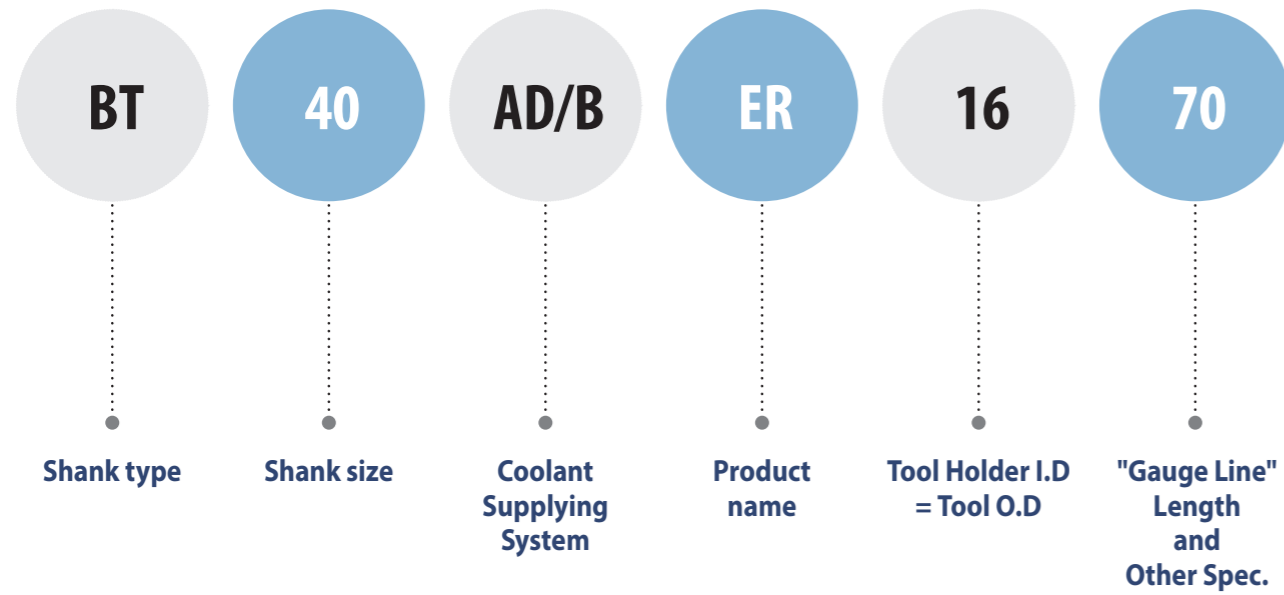 BT
40
AD/B
ER
16
70
Shank type
Shank size
Coolant
Supplying
System
Product
name
Tool Holder I.D
= Tool O.D
"Gauge Line"
Length
and
Other Spec.